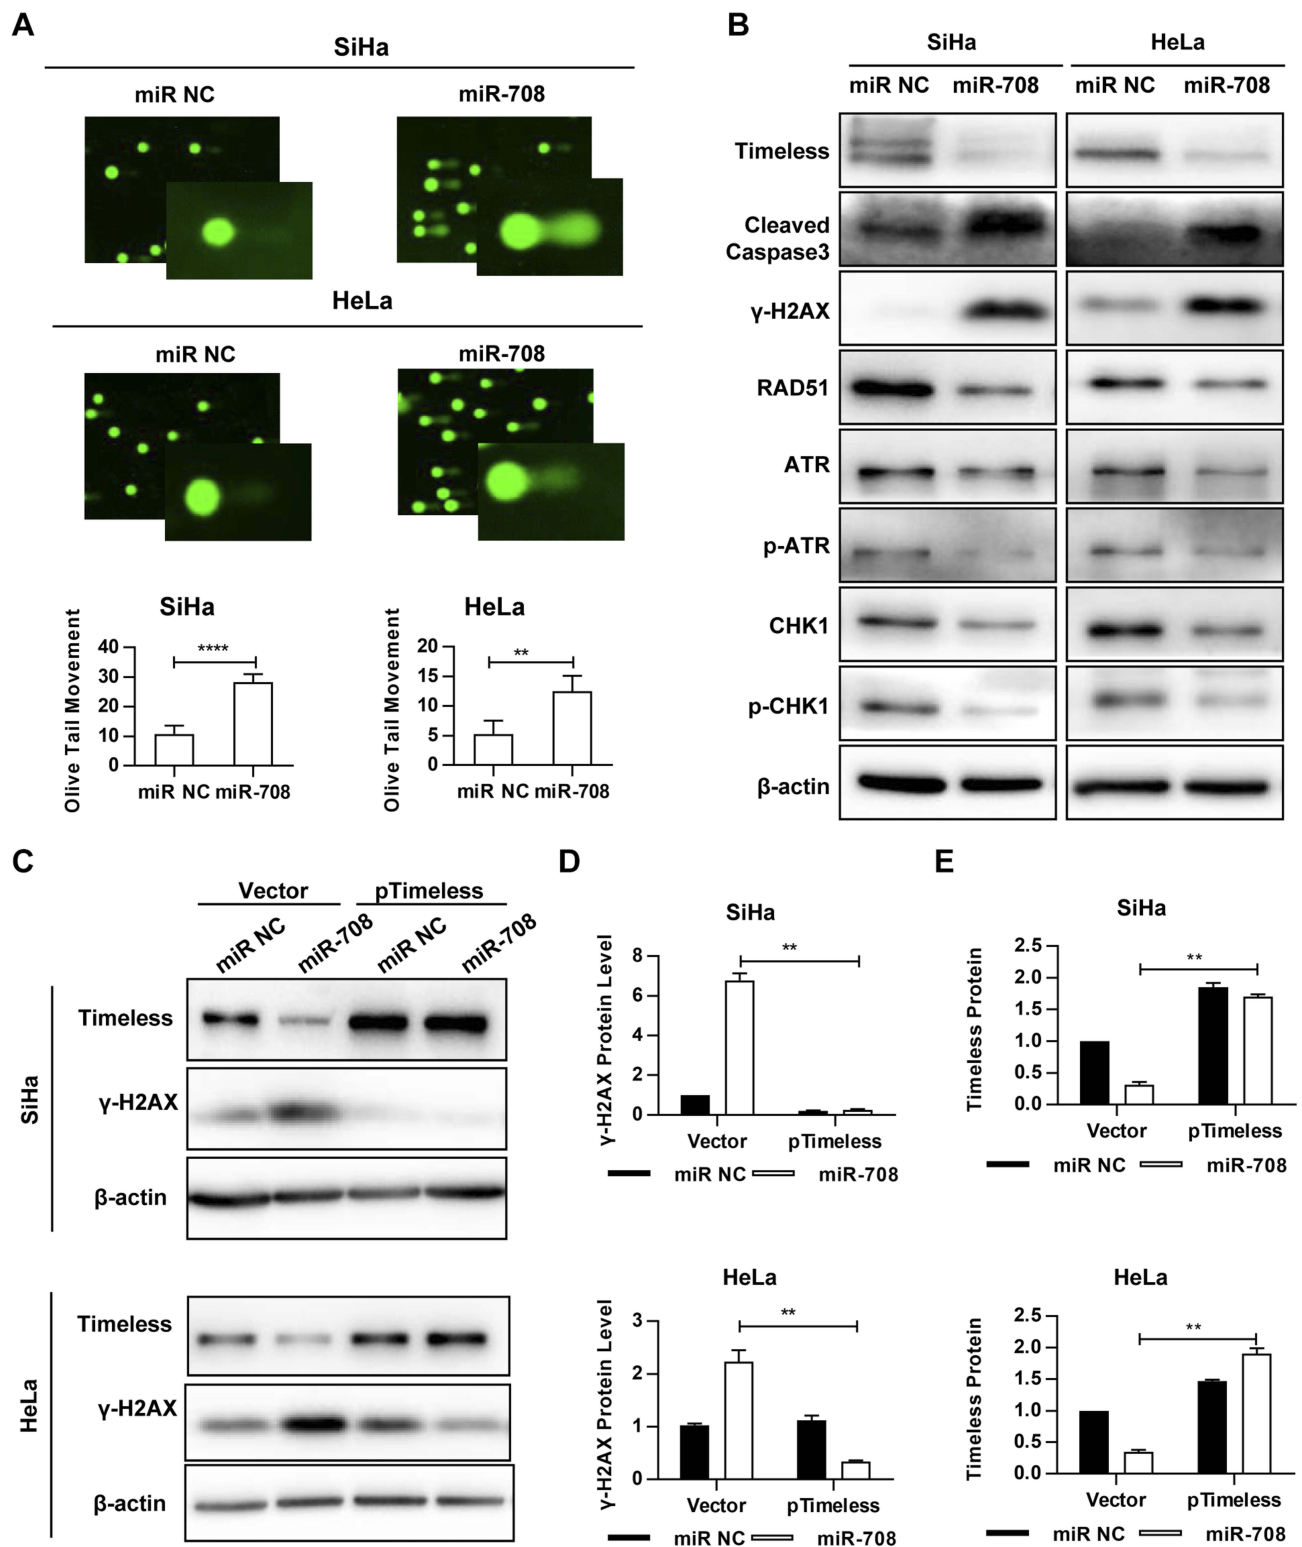 A
SiHa
miR NC
miR-708
HeLa
miR NC
miR-708
SiHa
Olive Tail Movement
40
30
20
10
0
****
miR NC miR-708
HeLa
Olive Tail Movement
20
15
10
5
0
**
miR NC miR-708
B
SiHa
HeLa
miR NC
miR-708
miR NC
miR-708
Timeless
Cleaved
Caspase3
γ-H2AX
RAD51
ATR
p-ATR
CHK1
p-CHK1
β-actin
C
Vector
pTimeless
miR NC
miR-708
miR NC
miR-708
SiHa
Timeless
γ-H2AX
β-actin
HeLa
Timeless
γ-H2AX
β-actin
D
SiHa
γ-H2AX Protein Level
8
6
4
2
0
**
Vector
pTimeless
miR NC
miR-708
HeLa
γ-H2AX Protein Level
3
2
1
0
**
Vector
pTimeless
miR NC
miR-708
E
SiHa
Timeless Protein
2.5
2.0
1.5
1.0
0.5
0.0
**
Vector
pTimeless
miR NC
miR-708
HeLa
Timeless Protein
2.5
2.0
1.5
1.0
0.5
0.0
**
Vector
pTimeless
miR NC
miR-708